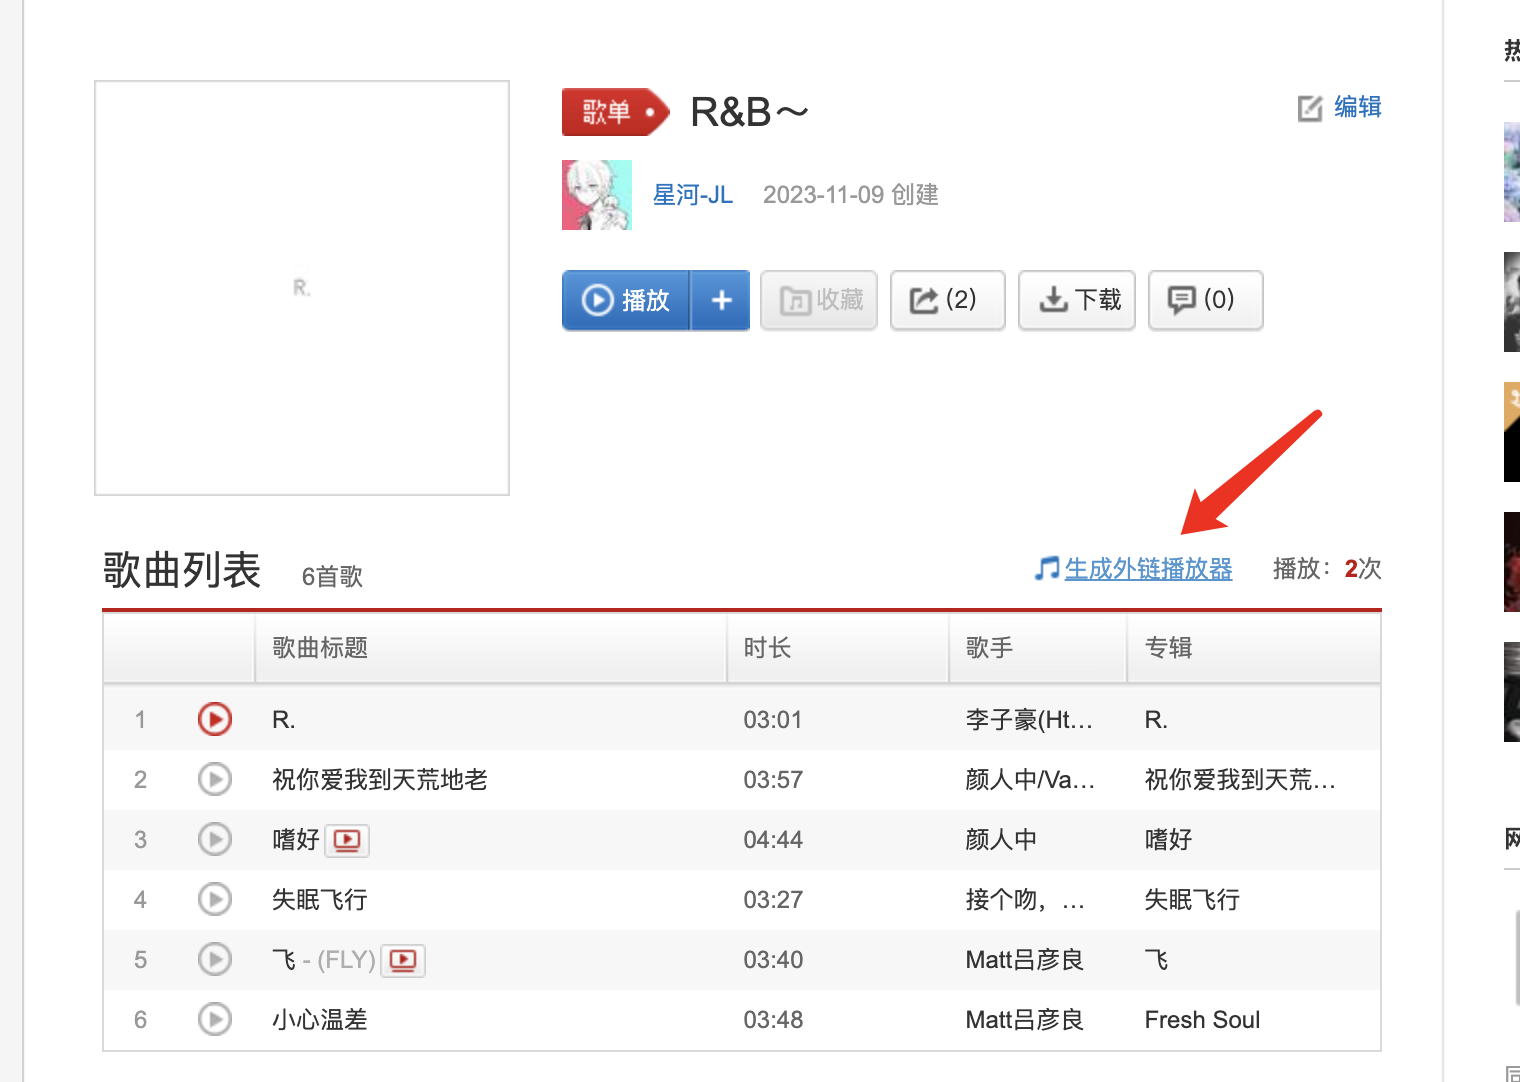 R.
歌单
R&B～
编辑
星河-JL 2023-11-09 创建
播放 + 收藏 (2) 下载 (0)
歌曲列表 6首歌 生成外链播放器 播放：2次
歌曲标题 时长 歌手 专辑
1 R. 03:01 李子豪(Ht... R.
2 祝你爱我到天荒地老 03:57 颜人中/Va... 祝你爱我到天荒...
3 嗜好 04:44 颜人中 嗜好
4 失眠飞行 03:27 接个吻，... 失眠飞行
5 飞 - (FLY) 03:40 Matt吕彦良 飞
6 小心温差 03:48 Matt吕彦良 Fresh Soul